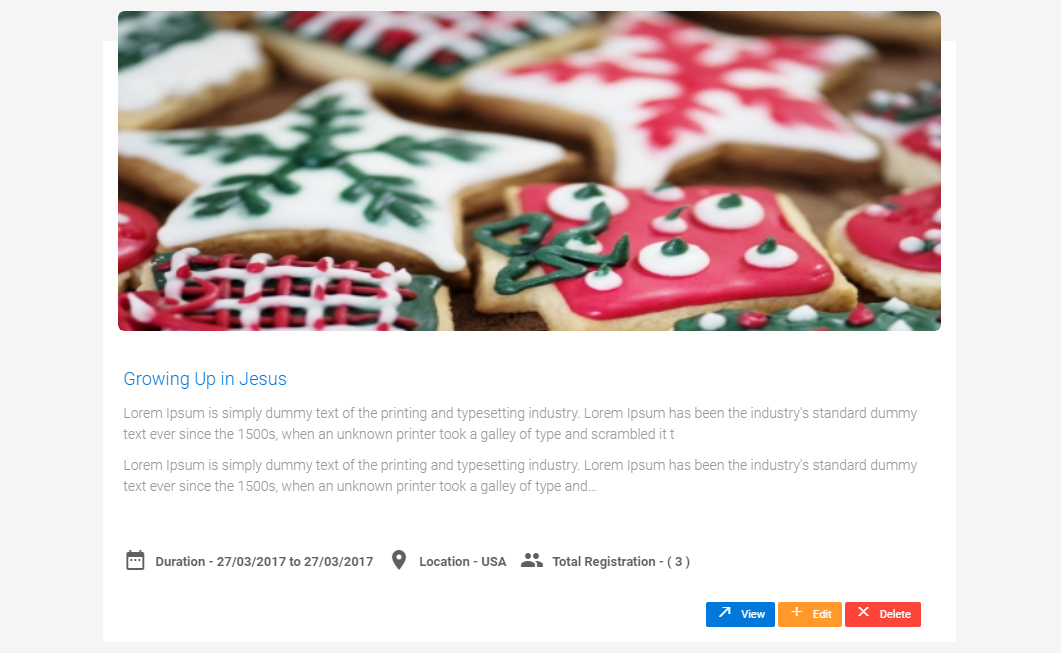 Growing Up in Jesus
Lorem Ipsum is simply dummy text of the printing and typesetting industry. Lorem Ipsum has been the industry's standard dummy
text ever since the 1500s, when an unknown printer took a galley of type and scrambled it t
Lorem Ipsum is simply dummy text of the printing and typesetting industry. Lorem Ipsum has been the industry's standard dummy
text ever since the 1500s, when an unknown printer took a galley of type and...
Duration - 27/03/2017 to 27/03/2017 Location - USA Total Registration - ( 3 )
View Edit Delete